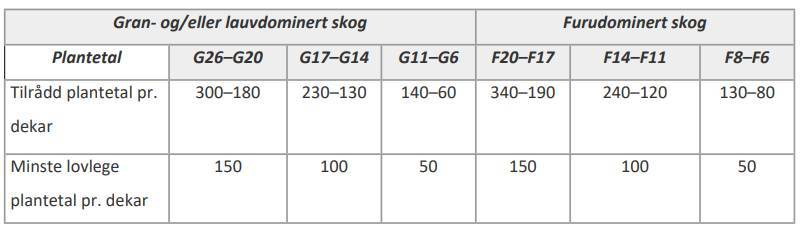 Gran- og/eller lauvdominert skog Furudominert skog
Plantetal G26–G20 G17–G14 G11–G6 F20–F17 F14–F11 F8–F6
Tilrådd plantetal pr. 300–180 230–130 140–60 340–190 240–120 130–80
dekar
Minste lovlege 150 100 50 150 100 50
plantetal pr. dekar